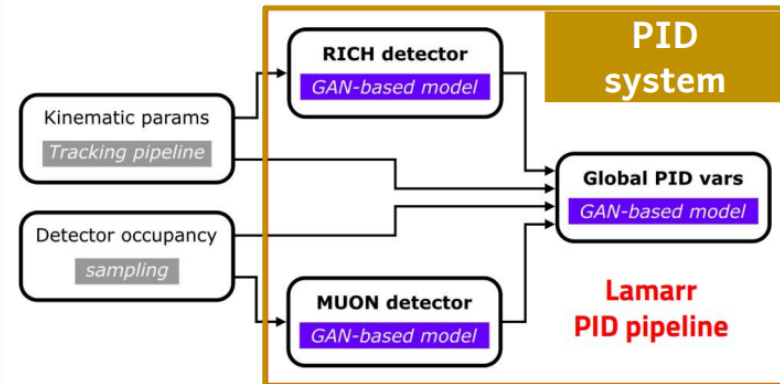 PID
system
RICH detector
GAN-based model
Kinematic params
Tracking pipeline
Global PID vars
GAN-based model
Detector occupancy
sampling
MUON detector
GAN-based model
Lamarr
PID pipeline